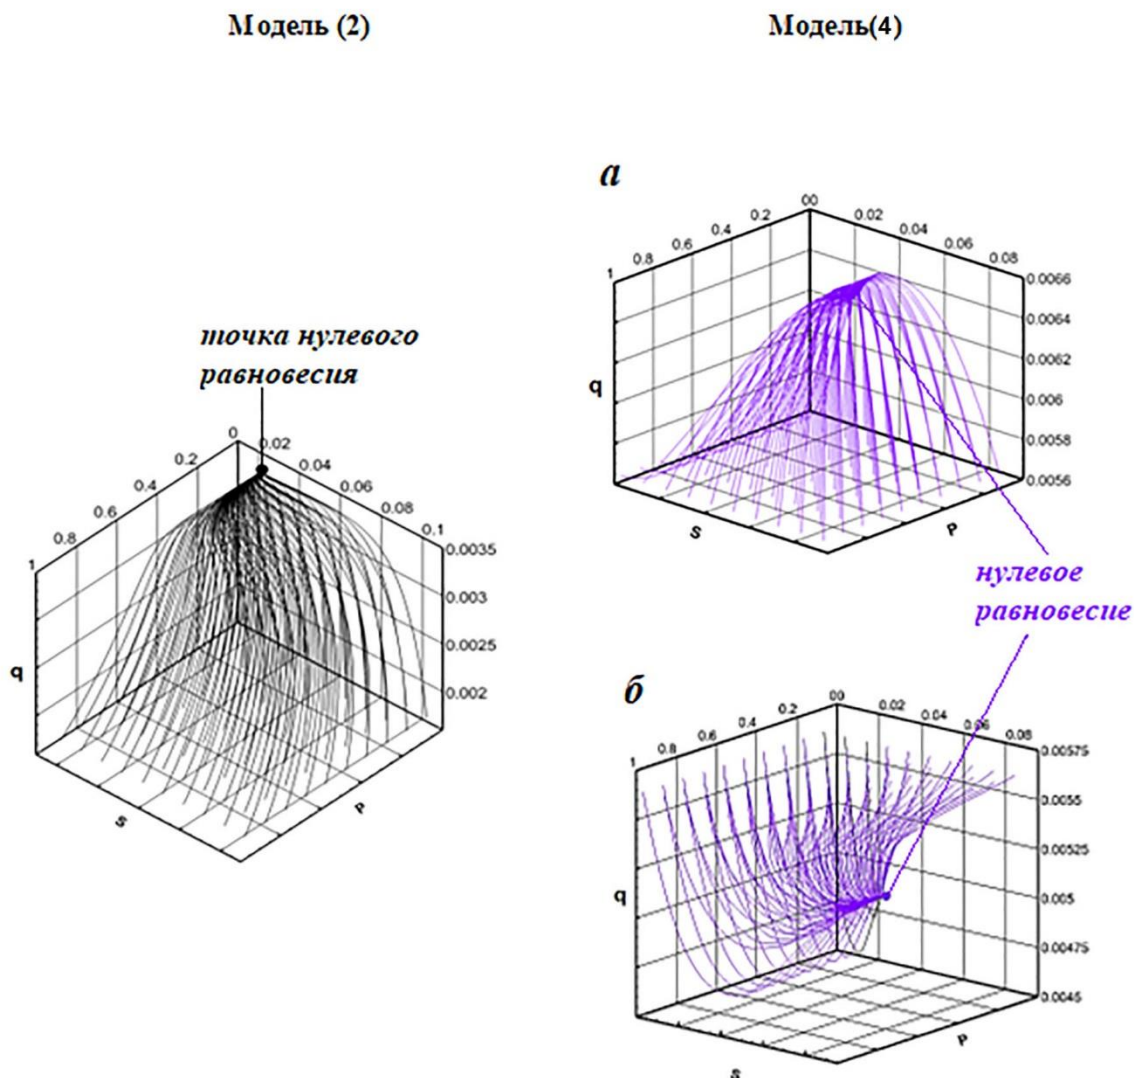 Модель (2)
Модель(4)
а
00
0.2 0.02
0.4 0.04
0.6 0.06
0.8 0.08
1
0.0066
0.0064
0.0062
0.006
0.0058
0.0056
q
S
P
точка нулевого
равновесия
0
0.2 0.02
0.4 0.04
0.6 0.06
0.8 0.08
1 0.1
0.0035
0.003
0.0025
0.002
q
S
P
нулевое
равновесие
б
00
0.2 0.02
0.4 0.04
0.6 0.06
0.8 0.08
1
0.00575
0.0055
0.00525
0.005
0.00475
0.0045
q
S
P